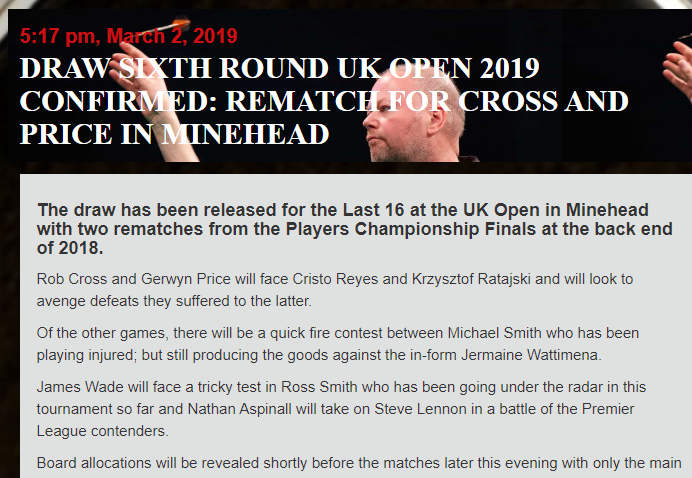 5:17 pm, March 2, 2019
DRAW SIXTH ROUND UK OPEN 2019
CONFIRMED: REMATCH FOR CROSS AND
PRICE IN MINEHEAD
The draw has been released for the Last 16 at the UK Open in Minehead
with two rematches from the Players Championship Finals at the back end
of 2018.
Rob Cross and Gerwyn Price will face Cristo Reyes and Krzysztof Ratajski and will look to
avenge defeats they suffered to the latter.
Of the other games, there will be a quick fire contest between Michael Smith who has been
playing injured; but still producing the goods against the in-form Jermaine Wattimena.
James Wade will face a tricky test in Ross Smith who has been going under the radar in this
tournament so far and Nathan Aspinall will take on Steve Lennon in a battle of the Premier
League contenders.
Board allocations will be revealed shortly before the matches later this evening with only the main